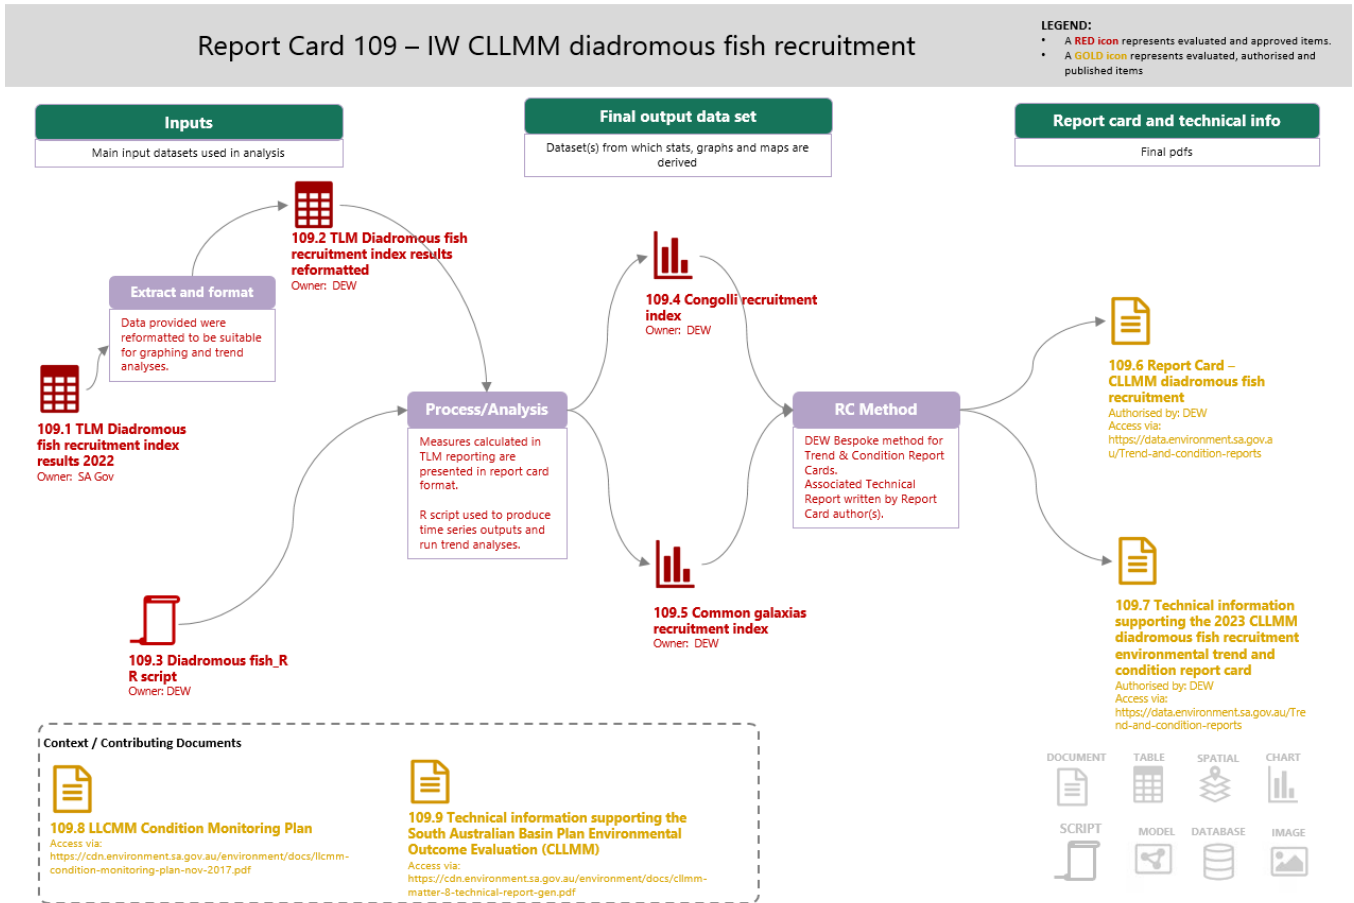 Report Card 109 – IW CLLMM diadromous fish recruitment
LEGEND:
• A RED icon represents evaluated and approved items.
• A GOLD icon represents evaluated, authorised and
published items
Inputs
Main input datasets used in analysis
Final output data set
Dataset(s) from which stats, graphs and maps are
derived
Report card and technical info
Final pdfs
109.2 TLM Diadromous fish
recruitment index results
reformatted
Owner: DEW
Extract and format
Data provided were
reformatted to be suitable
for graphing and trend
analyses.
109.1 TLM Diadromous
fish recruitment index
results 2022
Owner: SA Gov
109.3 Diadromous fish_R
R script
Owner: DEW
Process/Analysis
Measures calculated in
TLM reporting are
presented in report card
format.
R script used to produce
time series outputs and
run trend analyses.
109.4 Congolli recruitment
index
Owner: DEW
109.5 Common galaxias
recruitment index
Owner: DEW
RC Method
DEW Bespoke method for
Trend & Condition Report
Cards.
Associated Technical
Report written by Report
Card author(s).
109.6 Report Card –
CLLMM diadromous fish
recruitment
Authorised by: DEW
Access via:
https://data.environment.sa.gov.a
u/Trend-and-condition-reports
109.7 Technical information
supporting the 2023 CLLMM
diadromous fish recruitment
environmental trend and
condition report card
Authorised by: DEW
Access via:
https://data.environment.sa.gov.au/Tre
nd-and-condition-reports
Context / Contributing Documents
109.8 LLCMM Condition Monitoring Plan
Access via:
https://cdn.environment.sa.gov.au/environment/docs/llcmm-
condition-monitoring-plan-nov-2017.pdf
109.9 Technical information supporting the
South Australian Basin Plan Environmental
Outcome Evaluation (CLLMM)
Access via:
https://cdn.environment.sa.gov.au/environment/docs/cllmm-
matter-8-technical-report-gen.pdf
DOCUMENT
TABLE
SPATIAL
CHART
SCRIPT
MODEL
DATABASE
IMAGE